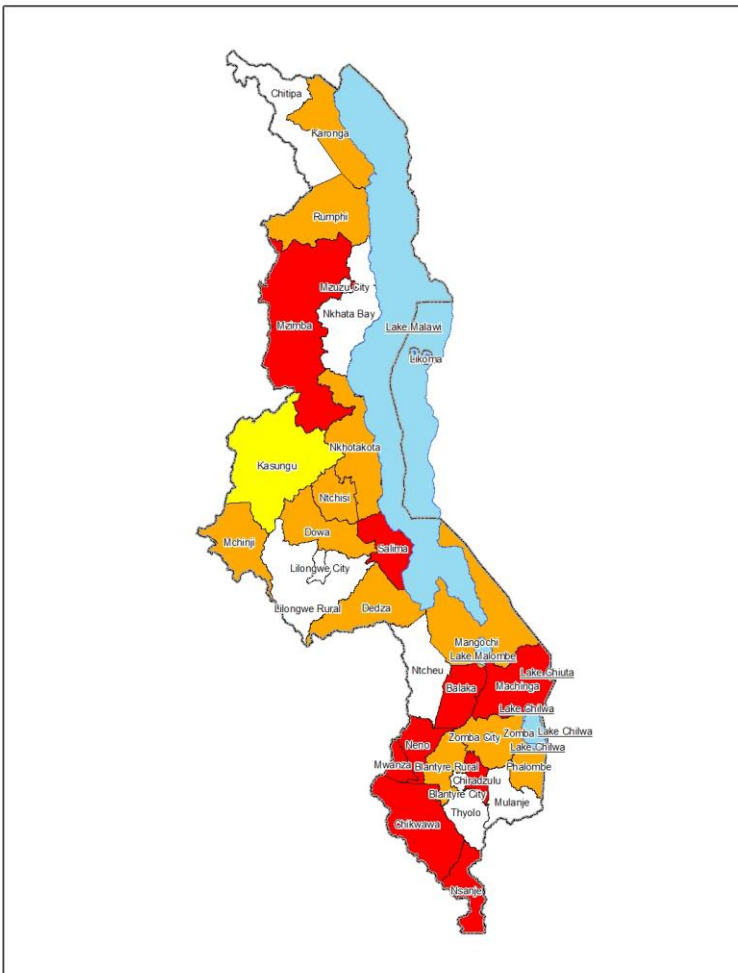 Chitipa
Karonga
Rumphi
Mzuzu City
Nkhata Bay
Mzimba
Lake Malawi
Likoma
Nkhotakota
Kasungu
Ntchisi
Dowa
Mchinji
Salima
Lilongwe City
Lilongwe Rural
Dedza
Mangochi
Lake Malombe
Ntcheu
Lake Chiuta
Balaka
Machinga
Lake Chilwa
Zomba City
Zomba
Lake Chilwa
Neno
Lake Chilwa
Mwanza
Blantyre Rural
Phalombe
Chiradzulu
Blantyre City
Mulanje
Thyolo
Chikwawa
Nsanje